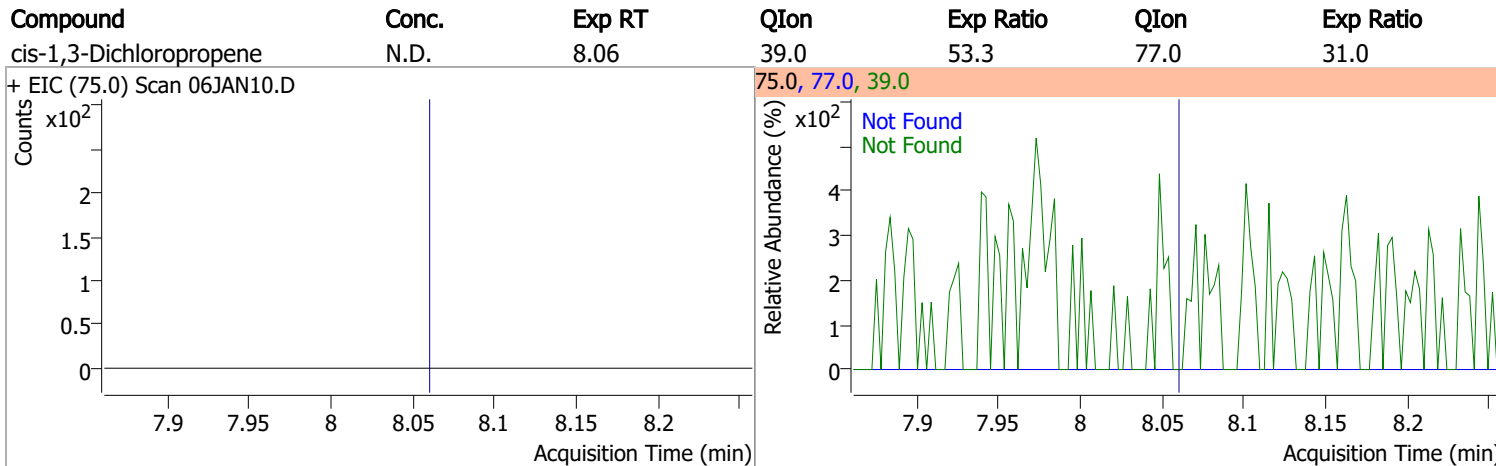 Compound Conc. Exp RT QIon Exp Ratio QIon Exp Ratio
cis-1,3-Dichloropropene N.D. 8.06 39.0 53.3 77.0 31.0
+ EIC (75.0) Scan 06JAN10.D
Counts
x10²
2
1.5
1
0.5
0
7.9 7.95 8 8.05 8.1 8.15 8.2
Acquisition Time (min)
75.0, 77.0, 39.0
Relative Abundance (%)
x10²
Not Found
Not Found
4
3
2
1
0
7.9 7.95 8 8.05 8.1 8.15 8.2
Acquisition Time (min)